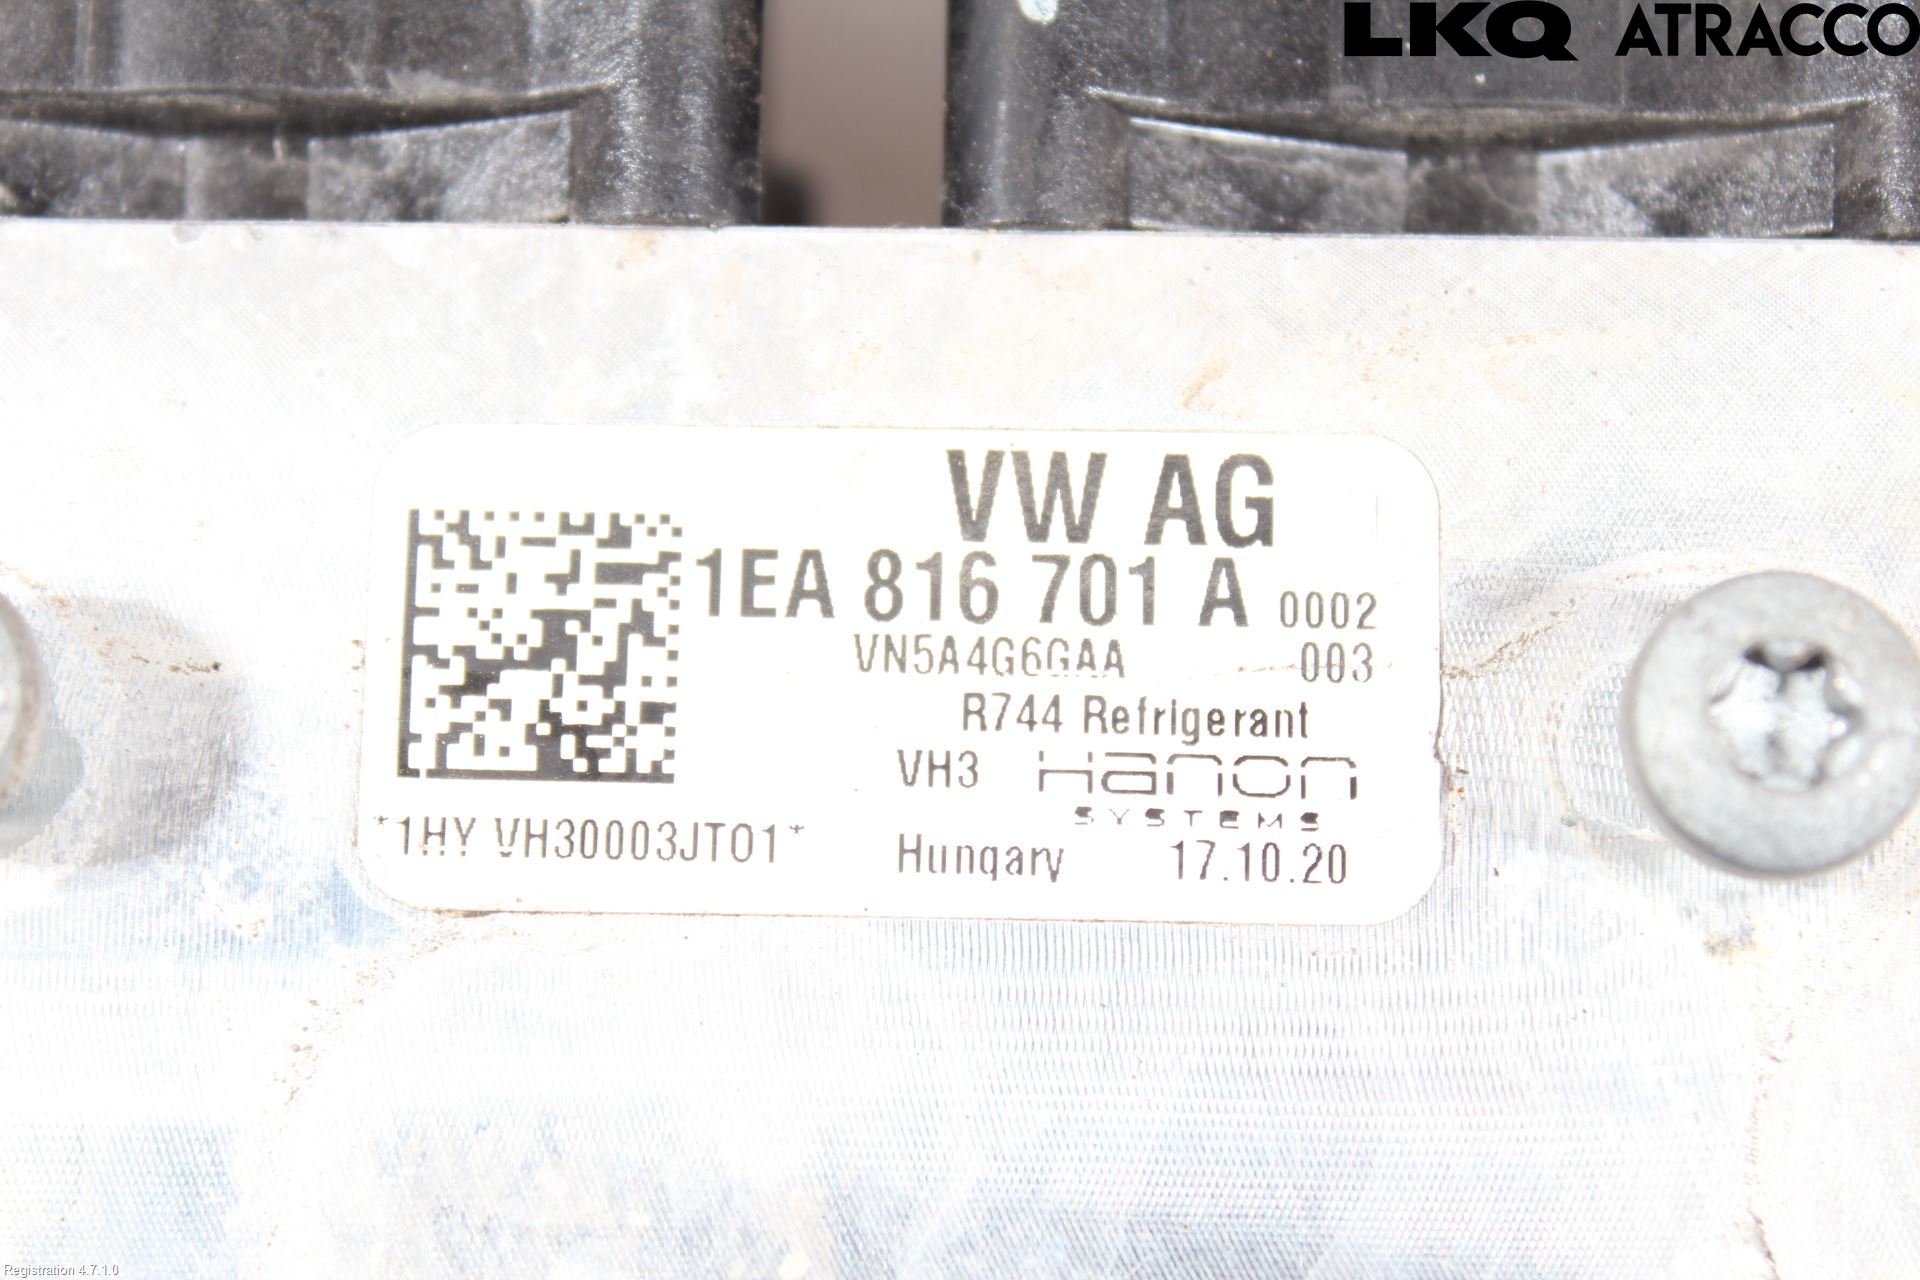 LKQ ATRACCO
VW AG
1EA 816 701 A 0002
VN5A4G6GAA 003
R744 Refrigerant
VH3 Hanon
SYSTEMS
*1HY VH30003JT01*
Hungary 17.10.20
Registration 4.7.1.0